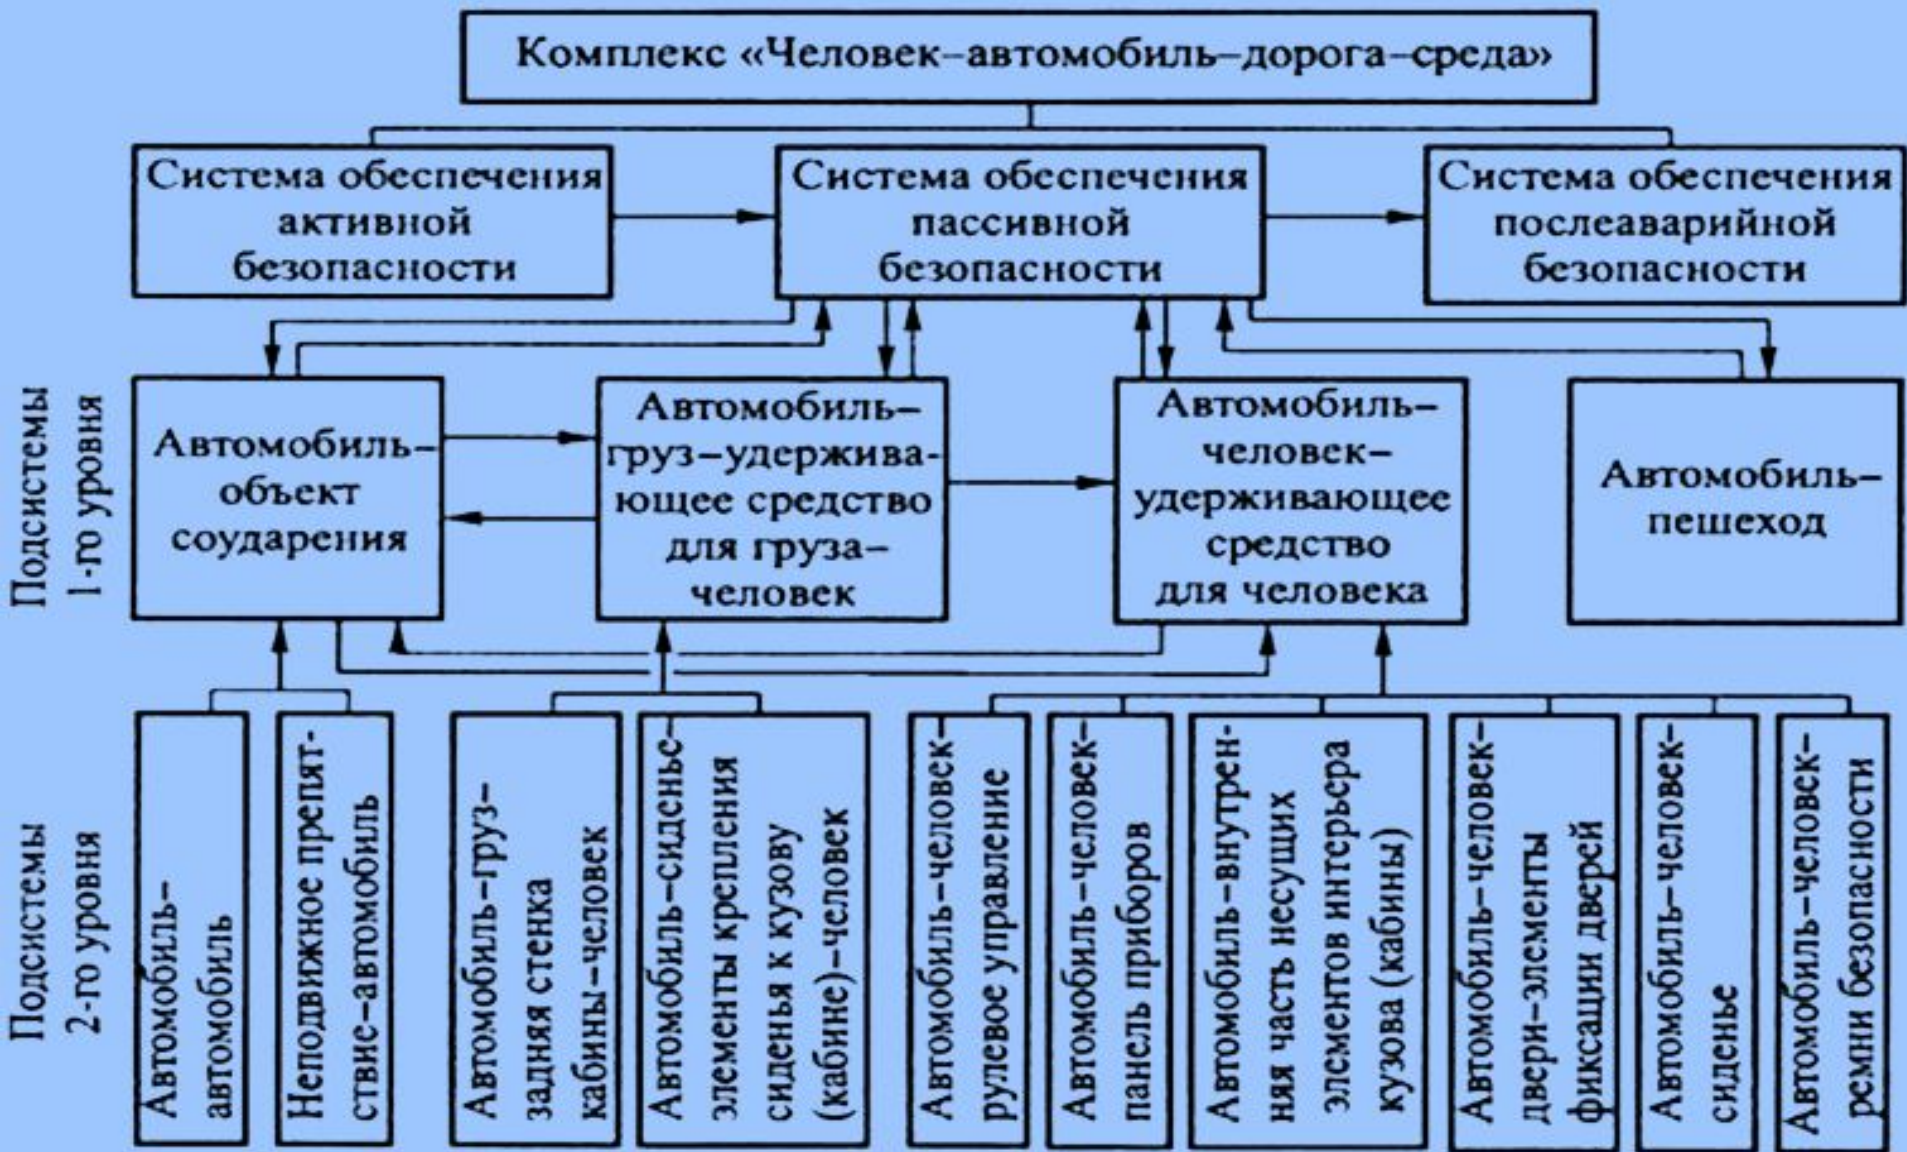 Комплекс «Человек–автомобиль–дорога–среда»
Система обеспечения
активной
безопасности
Система обеспечения
пассивной
безопасности
Система обеспечения
послеаварийной
безопасности
Подсистемы
1-го уровня
Автомобиль–
объект
соударения
Автомобиль–
груз–удержива-
ющее средство
для груза–
человек
Автомобиль–
человек–
удерживающее
средство
для человека
Автомобиль–
пешеход
Подсистемы
2-го уровня
Автомобиль–
автомобиль
Неподвижное препят-
ствие–автомобиль
Автомобиль–груз–
задняя стенка
кабины–человек
Автомобиль–сиденье–
элементы крепления
сиденья к кузову
(кабине)–человек
Автомобиль–человек–
рулевое управление
Автомобиль–человек–
панель приборов
Автомобиль–внутрен-
няя часть несущих
элементов интерьера
кузова (кабины)
Автомобиль–человек–
двери–элементы
фиксации дверей
Автомобиль–человек–
сиденье
Автомобиль–человек–
ремни безопасности